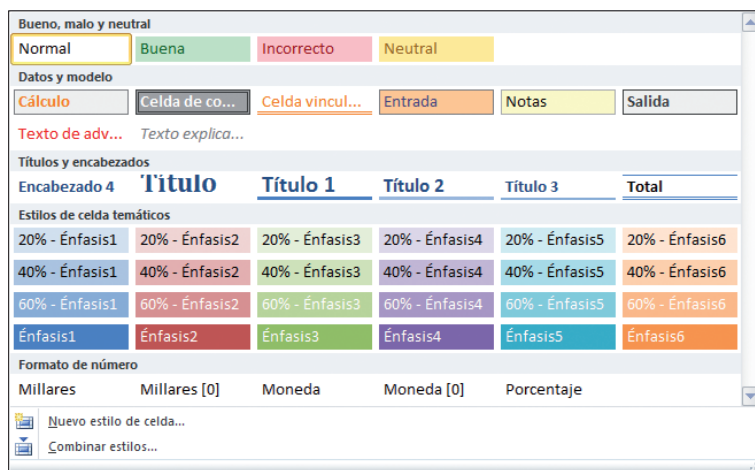 Bueno, malo y neutral
Normal Buena Incorrecto Neutral
Datos y modelo
Cálculo Celda de co... Celda vincul... Entrada Notas Salida
Texto de adv... Texto explica...
Títulos y encabezados
Encabezado 4 Título Título 1 Título 2 Título 3 Total
Estilos de celda temáticos
20% - Énfasis1 20% - Énfasis2 20% - Énfasis3 20% - Énfasis4 20% - Énfasis5 20% - Énfasis6
40% - Énfasis1 40% - Énfasis2 40% - Énfasis3 40% - Énfasis4 40% - Énfasis5 40% - Énfasis6
60% - Énfasis1 60% - Énfasis2 60% - Énfasis3 60% - Énfasis4 60% - Énfasis5 60% - Énfasis6
Énfasis1 Énfasis2 Énfasis3 Énfasis4 Énfasis5 Énfasis6
Formato de número
Millares Millares [0] Moneda Moneda [0] Porcentaje
Nuevo estilo de celda...
Combinar estilos...